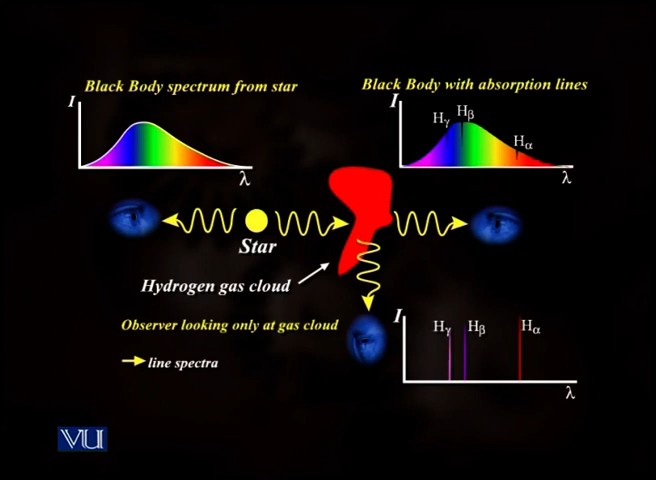 Black Body spectrum from star
I
λ
Black Body with absorption lines
I
Hγ Hβ
Hα
λ
Star
Hydrogen gas cloud
Observer looking only at gas cloud
line spectra
I
Hγ Hβ Hα
λ
VU